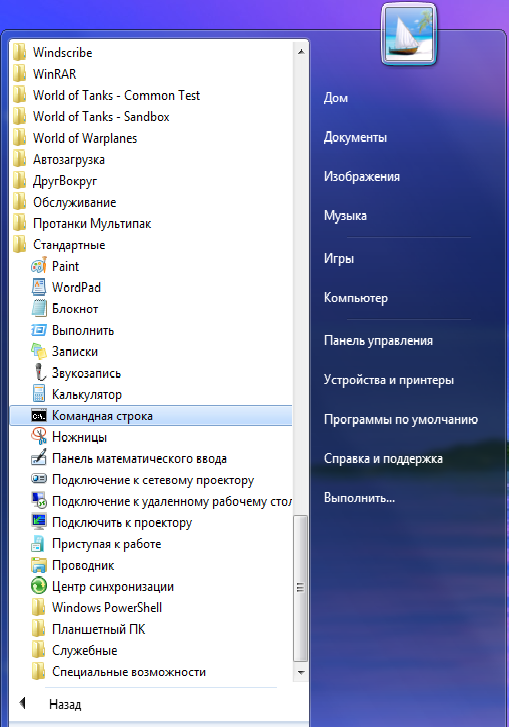 Windscribe
WinRAR
World of Tanks - Common Test
World of Tanks - Sandbox
World of Warplanes
Автозагрузка
ДругВокруг
Обслуживание
Протанки Мультипак
Стандартные
Paint
WordPad
Блокнот
Выполнить
Записки
Звукозапись
Калькулятор
C:\.
Командная строка
Ножницы
Панель математического ввода
Подключение к сетевому проектору
Подключение к удаленному рабочему стол
Подключить к проектору
Приступая к работе
Проводник
Центр синхронизации
Windows PowerShell
Планшетный ПК
Служебные
Специальные возможности
Назад
Дом
Документы
Изображения
Музыка
Игры
Компьютер
Панель управления
Устройства и принтеры
Программы по умолчанию
Справка и поддержка
Выполнить...